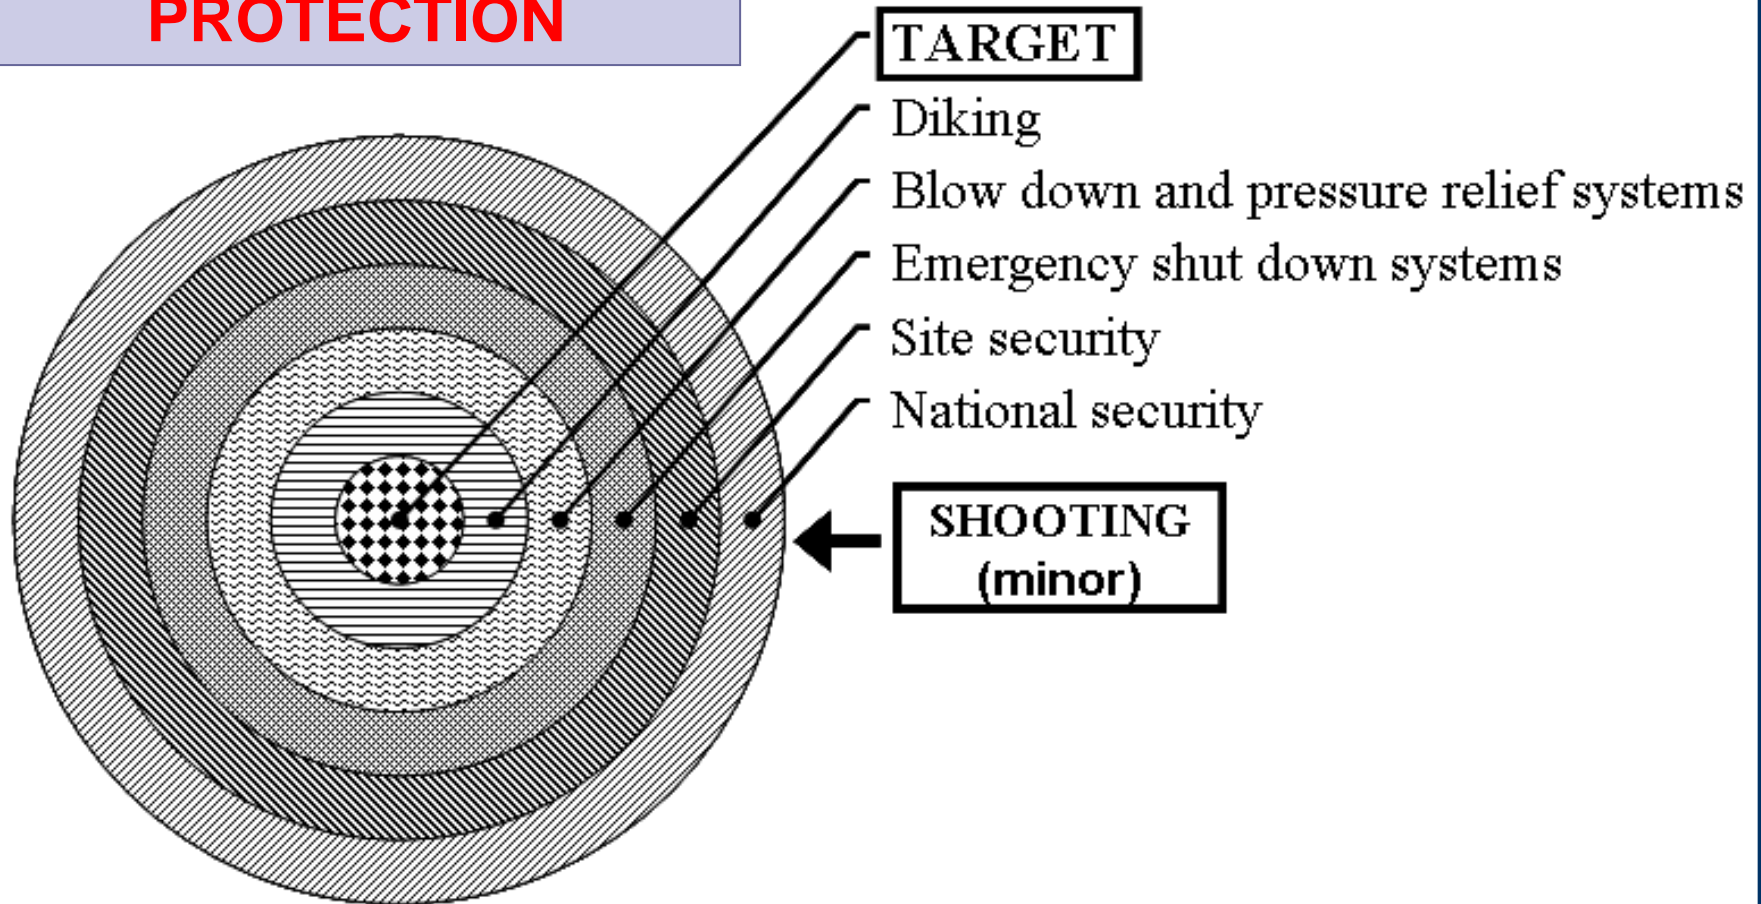 PROTECTION
TARGET
Diking
Blow down and pressure relief systems
Emergency shut down systems
Site security
National security
SHOOTING
(minor)